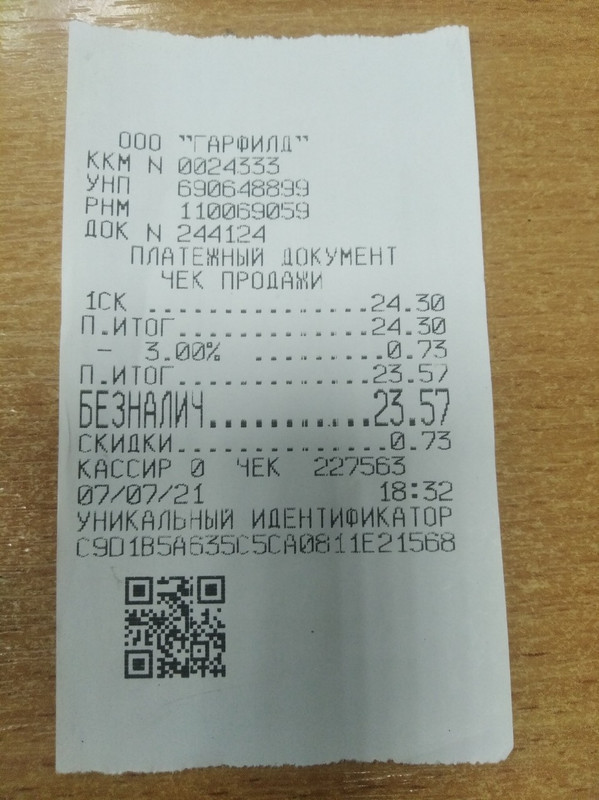 ООО "ГАРФИЛД"
ККМ N 0024333
УНП 690648899
РНМ 110069059
ДОК N 244124
ПЛАТЕЖНЫЙ ДОКУМЕНТ
ЧЕК ПРОДАЖИ
1СК ................24.30
П.ИТОГ..............24.30
- 3.00% .........0.73
П.ИТОГ..............23.57
БЕЗНАЛИЧ..........23.57
СКИДКИ..............0.73
КАССИР 0 ЧЕК 227563
07/07/21 18:32
УНИКАЛЬНЫЙ ИДЕНТИФИКАТОР
C9D1B5A635C5CA0811E21568